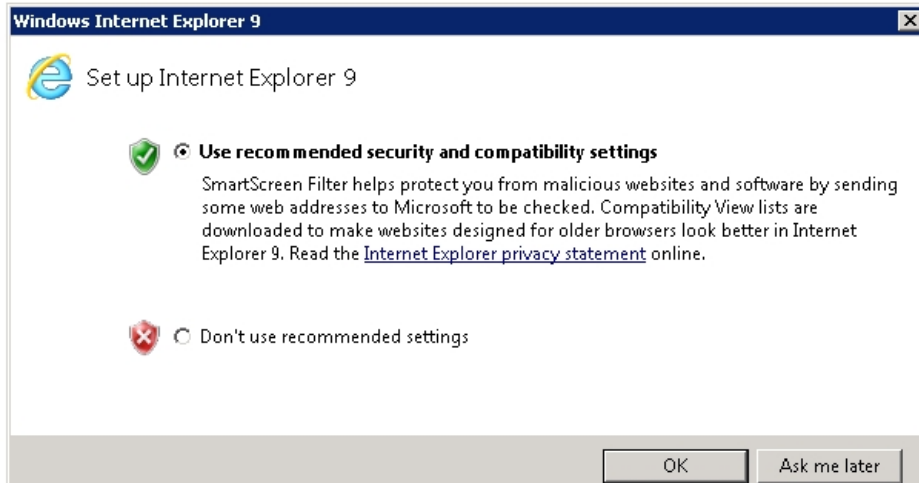 Windows Internet Explorer 9
Set up Internet Explorer 9
Use recommended security and compatibility settings
SmartScreen Filter helps protect you from malicious websites and software by sending
some web addresses to Microsoft to be checked. Compatibility View lists are
downloaded to make websites designed for older browsers look better in Internet
Explorer 9. Read the Internet Explorer privacy statement online.
Don't use recommended settings
OK
Ask me later